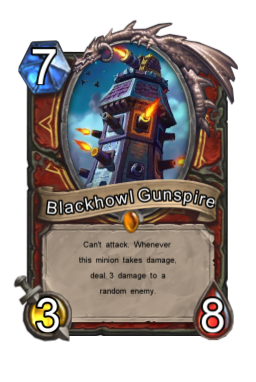 7
Blackhowl Gunspire
Can't attack. Whenever
this minion takes damage,
deal 3 damage to a
random enemy.
3
8